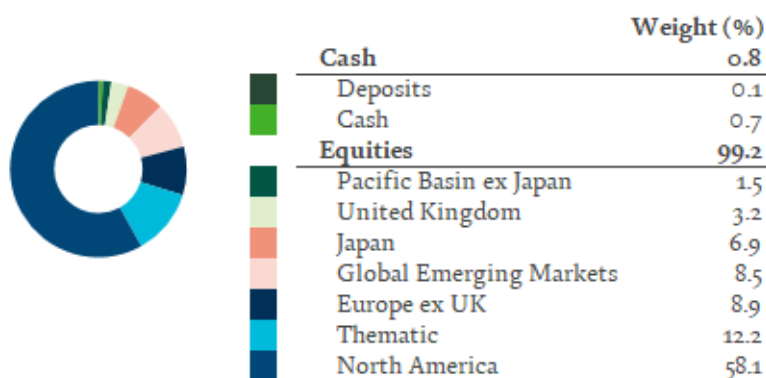 Weight (%)
Cash 0.8
Deposits 0.1
Cash 0.7
Equities 99.2
Pacific Basin ex Japan 1.5
United Kingdom 3.2
Japan 6.9
Global Emerging Markets 8.5
Europe ex UK 8.9
Thematic 12.2
North America 58.1